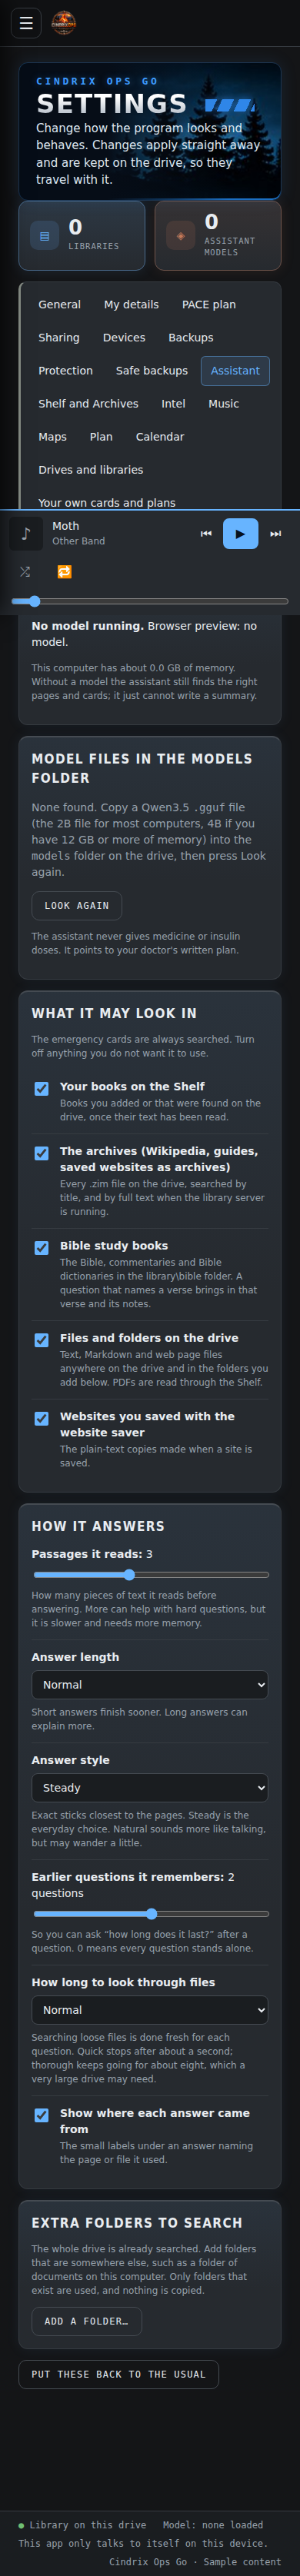 CINDRIX OPS GO
SETTINGS
Change how the program looks and
behaves. Changes apply straight away
and are kept on the drive, so they
travel with it.
0
LIBRARIES
0
ASSISTANT
MODELS
General My details PACE plan
Sharing Devices Backups
Protection Safe backups Assistant
Shelf and Archives Intel Music
Maps Plan Calendar
Drives and libraries
Your own cards and plans
Moth
Other Band
No model running. Browser preview: no
model.
This computer has about 0.0 GB of memory.
Without a model the assistant still finds the right
pages and cards; it just cannot write a summary.
MODEL FILES IN THE MODELS
FOLDER
None found. Copy a Qwen3.5 .gguf file
(the 2B file for most computers, 4B if you
have 12 GB or more of memory) into the
models folder on the drive, then press Look
again.
LOOK AGAIN
The assistant never gives medicine or insulin
doses. It points to your doctor's written plan.
WHAT IT MAY LOOK IN
The emergency cards are always searched. Turn
off anything you do not want it to use.
Your books on the Shelf
Books you added or that were found on the
drive, once their text has been read.
The archives (Wikipedia, guides,
saved websites as archives)
Every .zim file on the drive, searched by
title, and by full text when the library server
is running.
Bible study books
The Bible, commentaries and Bible
dictionaries in the library\bible folder. A
question that names a verse brings in that
verse and its notes.
Files and folders on the drive
Text, Markdown and web page files
anywhere on the drive and in the folders you
add below. PDFs are read through the Shelf.
Websites you saved with the
website saver
The plain-text copies made when a site is
saved.
HOW IT ANSWERS
Passages it reads: 3
How many pieces of text it reads before
answering. More can help with hard questions, but
it is slower and needs more memory.
Answer length
Normal
Short answers finish sooner. Long answers can
explain more.
Answer style
Steady
Exact sticks closest to the pages. Steady is the
everyday choice. Natural sounds more like talking,
but may wander a little.
Earlier questions it remembers: 2
questions
So you can ask “how long does it last?” after a
question. 0 means every question stands alone.
How long to look through files
Normal
Searching loose files is done fresh for each
question. Quick stops after about a second;
thorough keeps going for about eight, which a
very large drive may need.
Show where each answer came
from
The small labels under an answer naming
the page or file it used.
EXTRA FOLDERS TO SEARCH
The whole drive is already searched. Add folders
that are somewhere else, such as a folder of
documents on this computer. Only folders that
exist are used, and nothing is copied.
ADD A FOLDER…
PUT THESE BACK TO THE USUAL
Library on this drive Model: none loaded
This app only talks to itself on this device.
Cindrix Ops Go · Sample content